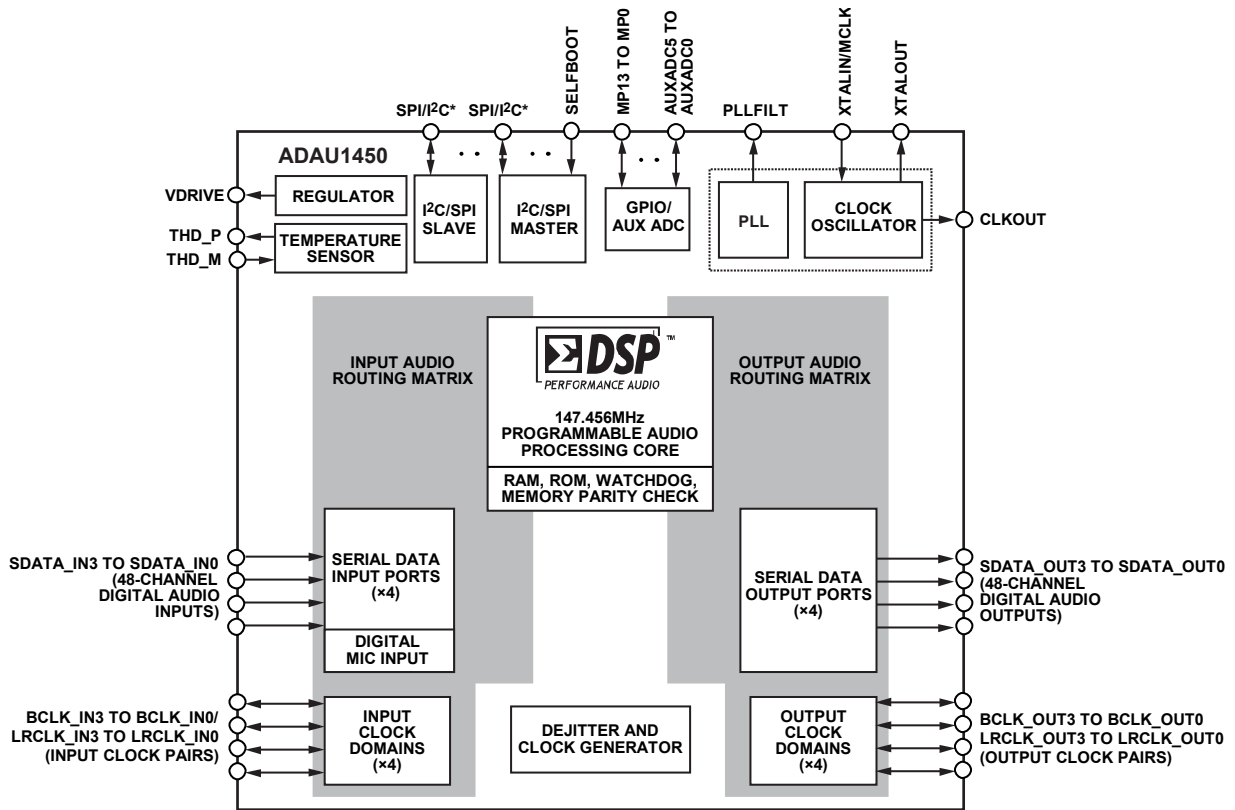 SPI/I²C*
SPI/I²C*
SELFBOOT
MP13 TO MP0
AUXADC5 TO
AUXADC0
PLLFILT
XTALIN/MCLK
XTALOUT
ADAU1450
VDRIVE
REGULATOR
THD_P
THD_M
TEMPERATURE
SENSOR
I²C/SPI
SLAVE
I²C/SPI
MASTER
GPIO/
AUX ADC
PLL
CLOCK
OSCILLATOR
CLKOUT
INPUT AUDIO
ROUTING MATRIX
ΣDSP™
PERFORMANCE AUDIO
147.456MHz
PROGRAMMABLE AUDIO
PROCESSING CORE
RAM, ROM, WATCHDOG,
MEMORY PARITY CHECK
OUTPUT AUDIO
ROUTING MATRIX
SDATA_IN3 TO SDATA_IN0
(48-CHANNEL
DIGITAL AUDIO
INPUTS)
SERIAL DATA
INPUT PORTS
(×4)
DIGITAL
MIC INPUT
SERIAL DATA
OUTPUT PORTS
(×4)
SDATA_OUT3 TO SDATA_OUT0
(48-CHANNEL
DIGITAL AUDIO
OUTPUTS)
BCLK_IN3 TO BCLK_IN0/
LRCLK_IN3 TO LRCLK_IN0
(INPUT CLOCK PAIRS)
INPUT
CLOCK
DOMAINS
(×4)
DEJITTER AND
CLOCK GENERATOR
OUTPUT
CLOCK
DOMAINS
(×4)
BCLK_OUT3 TO BCLK_OUT0
LRCLK_OUT3 TO LRCLK_OUT0
(OUTPUT CLOCK PAIRS)